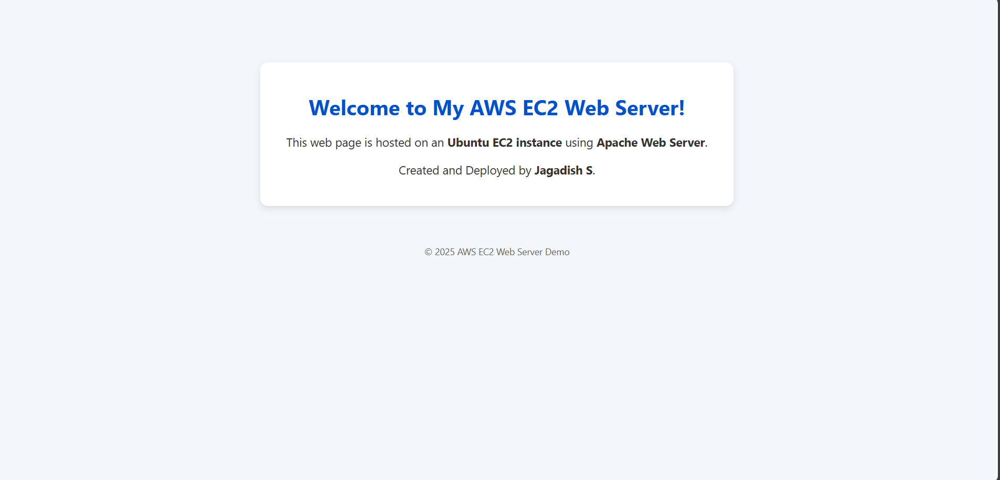 Welcome to My AWS EC2 Web Server!
This web page is hosted on an Ubuntu EC2 instance using Apache Web Server.
Created and Deployed by Jagadish S.
© 2025 AWS EC2 Web Server Demo